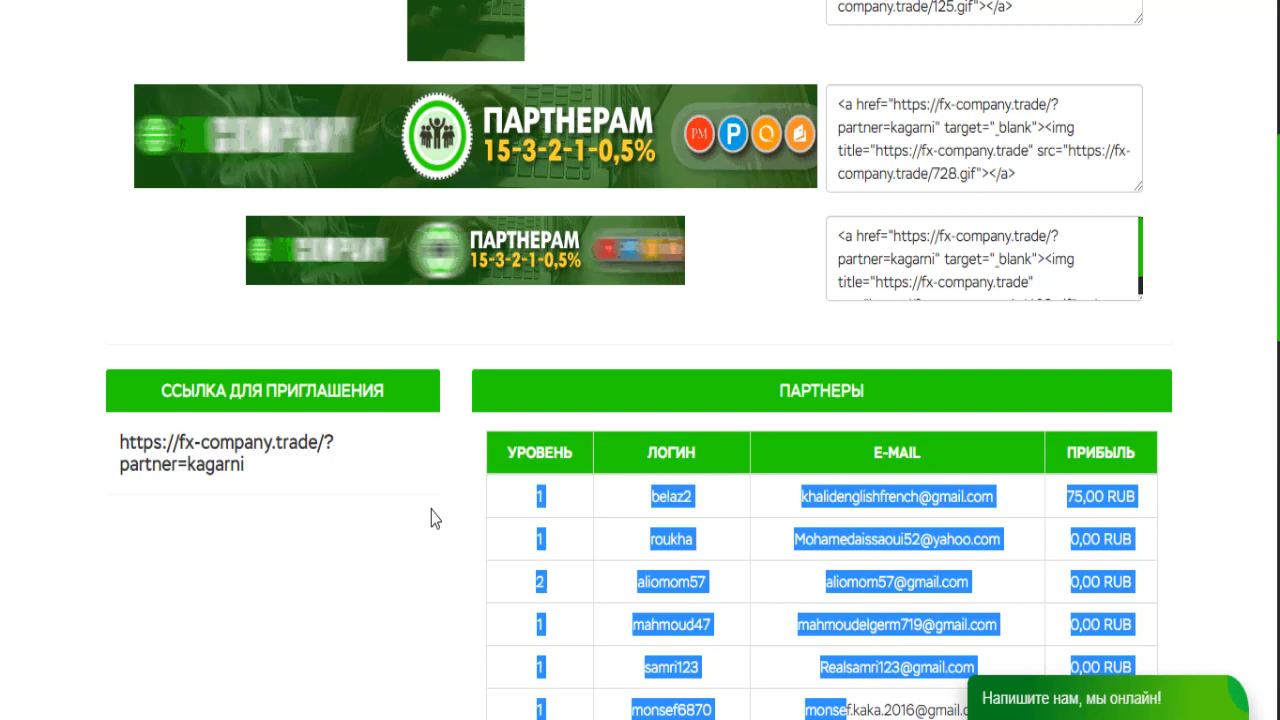 company.trade/125.gif"></a>
ПАРТНЕРАМ
15-3-2-1-0,5%
PM
P
<a href="https://fx-company.trade/?
partner=kagarni" target="_blank"><img
title="https://fx-company.trade" src="https://fx-
company.trade/728.gif"></a>
ПАРТНЕРАМ
15-3-2-1-0,5%
<a href="https://fx-company.trade/?
partner=kagarni" target="_blank"><img
title="https://fx-company.trade"
ССЫЛКА ДЛЯ ПРИГЛАШЕНИЯ
https://fx-company.trade/?
partner=kagarni
ПАРТНЕРЫ
УРОВЕНЬ ЛОГИН E-MAIL ПРИБЫЛЬ
1 belaz2 khalidenglishfrench@gmail.com 75,00 RUB
1 roukha Mohamedaissaoui52@yahoo.com 0,00 RUB
2 aliomom57 aliomom57@gmail.com 0,00 RUB
1 mahmoud47 mahmoudelgerm719@gmail.com 0,00 RUB
1 samri123 Realsamri123@gmail.com 0,00 RUB
1 monsef6870 monsef.kaka.2016@gmail.c
Напишите нам, мы онлайн!